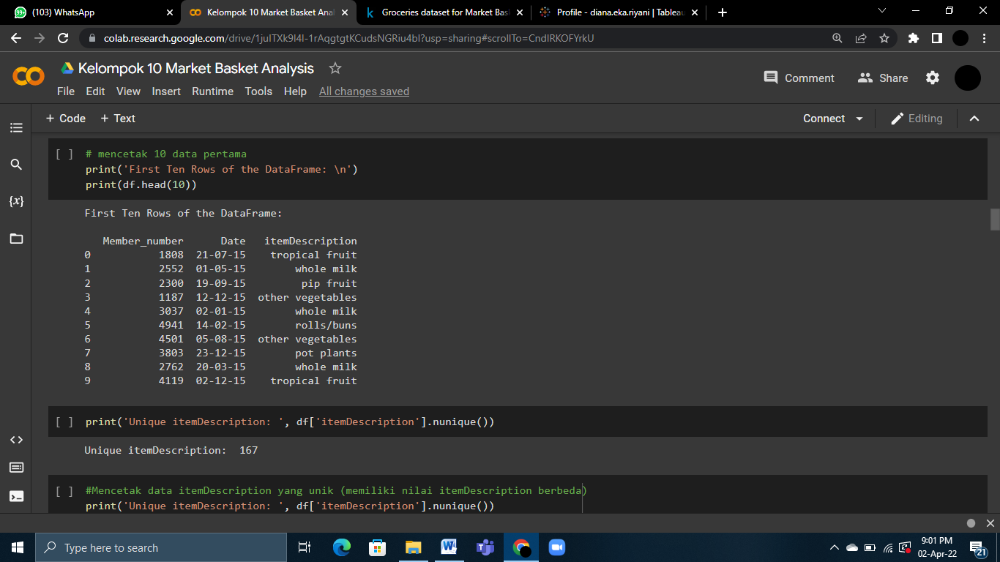 (103) WhatsApp
Kelompok 10 Market Basket Anal
Groceries dataset for Market Bas
Profile - diana.eka.riyani | Tableau
colab.research.google.com/drive/1juITXk9I4I-1rAqgtgtKCudsNGRiu4bI?usp=sharing#scrollTo=CndIRKOFYrkU
Kelompok 10 Market Basket Analysis
Comment
Share
File Edit View Insert Runtime Tools Help All changes saved
+ Code + Text
Connect
Editing
[ ] # mencetak 10 data pertama
print('First Ten Rows of the DataFrame: \n')
print(df.head(10))
{x}
First Ten Rows of the DataFrame:
Member_number Date itemDescription
0 1808 21-07-15 tropical fruit
1 2552 01-05-15 whole milk
2 2300 19-09-15 pip fruit
3 1187 12-12-15 other vegetables
4 3037 02-01-15 whole milk
5 4941 14-02-15 rolls/buns
6 4501 05-08-15 other vegetables
7 3803 23-12-15 pot plants
8 2762 20-03-15 whole milk
9 4119 02-12-15 tropical fruit
[ ] print('Unique itemDescription: ', df['itemDescription'].nunique())
Unique itemDescription:  167
[ ] #Mencetak data itemDescription yang unik (memiliki nilai itemDescription berbeda)
print('Unique itemDescription: ', df['itemDescription'].nunique())
Type here to search
9:01 PM
02-Apr-22
21